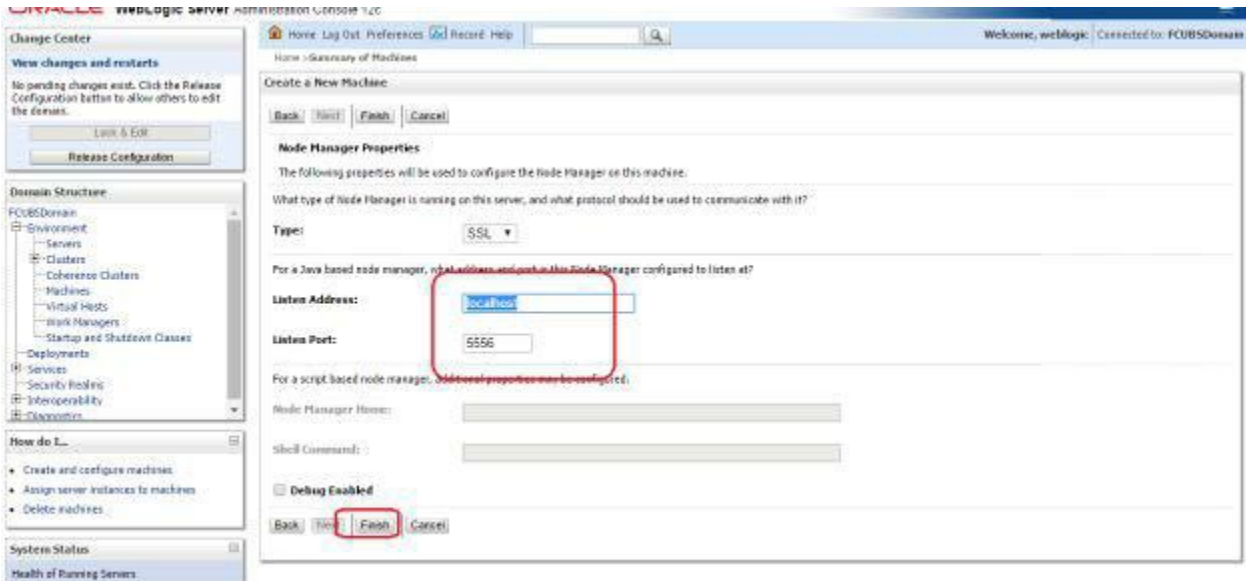 ORACLE WebLogic Server Administration Console 12c
Change Center
View changes and restarts
No pending changes exist. Click the Release
Configuration button to allow others to edit
the domain.
Lock & Edit
Release Configuration
Domain Structure
FCUBSDomain
Environment
Servers
Clusters
Coherence Clusters
Machines
Virtual Hosts
Work Managers
Startup and Shutdown Classes
Deployments
Services
Security Realms
Interoperability
Diagnostics
How do I...
Create and configure machines
Assign server instances to machines
Delete machines
System Status
Health of Running Servers
Home Log Out Preferences Record Help
Welcome, weblogic Connected to: FCUBSDomain
Home >Summary of Machines
Create a New Machine
Back Next Finish Cancel
Node Manager Properties
The following properties will be used to configure the Node Manager on this machine.
What type of Node Manager is running on this server, and what protocol should be used to communicate with it?
Type: SSL
For a Java based node manager, what address and port is this Node Manager configured to listen at?
Listen Address: localhost
Listen Port: 5556
For a script based node manager, additional properties may be configured.
Node Manager Home:
Shell Command:
Debug Enabled
Back Next Finish Cancel